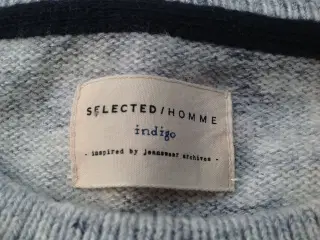 SELECTED/HOMME
indigo
- inspired by jeanswear archives -